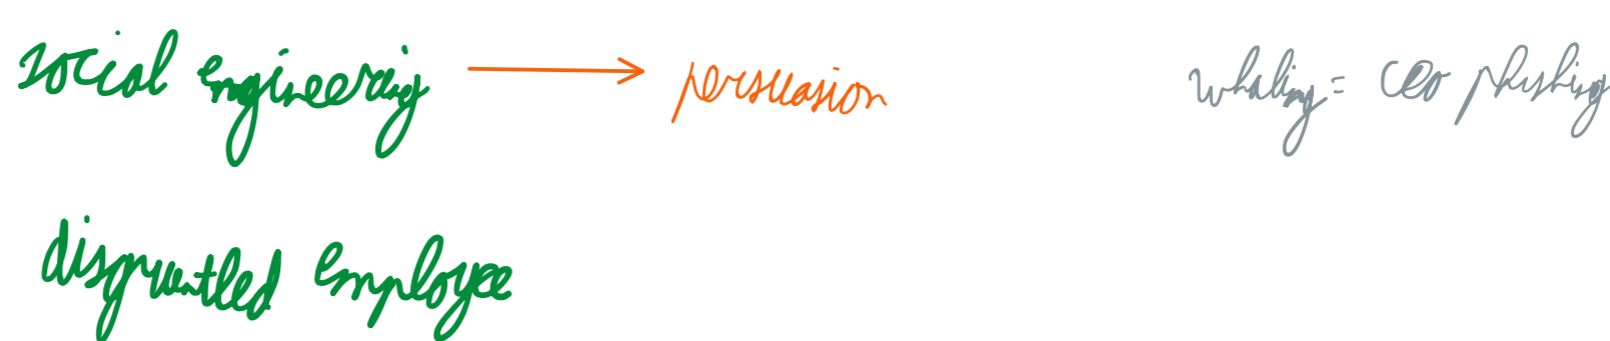 social engineering → persuasion
whaling = CEO phishing
disgruntled employee